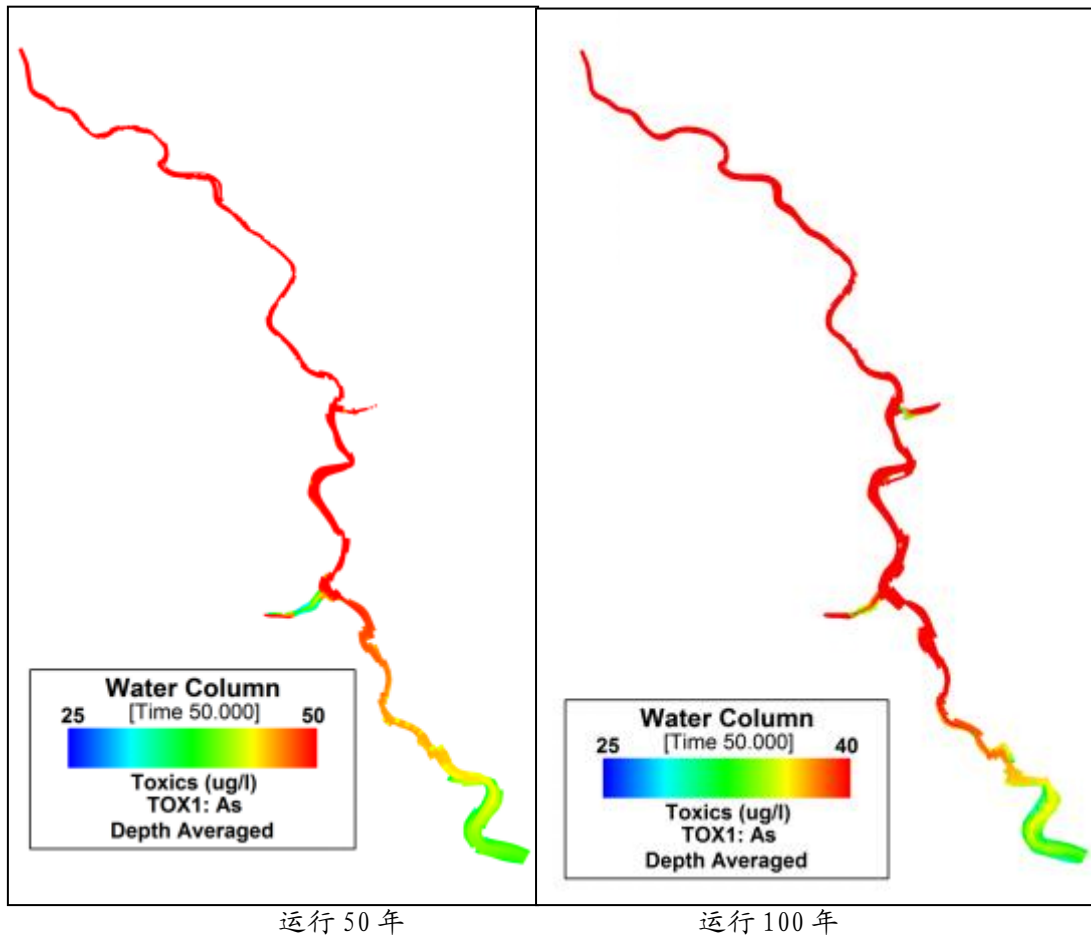 Water Column
[Time 50.000]
25 50
Toxics (ug/l)
TOX1: As
Depth Averaged
Water Column
[Time 50.000]
25 40
Toxics (ug/l)
TOX1: As
Depth Averaged
运行 50 年
运行 100 年